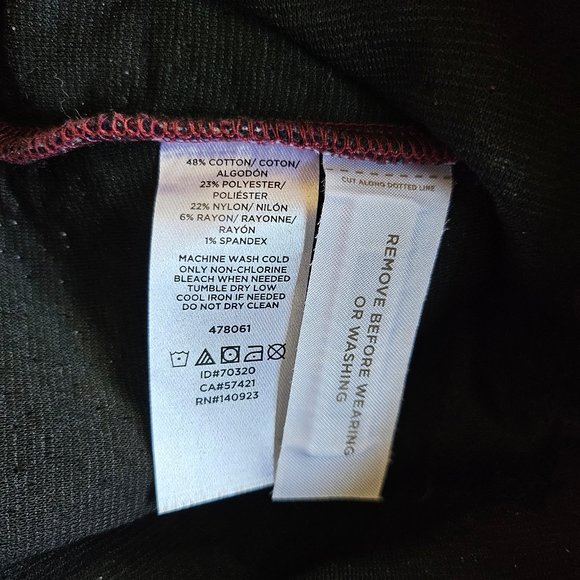 48% COTTON/ COTON/
ALGODÓN
23% POLYESTER/
POLIÉSTER
22% NYLON/ NILÓN
6% RAYON/ RAYONNE/
RAYÓN
1% SPANDEX
MACHINE WASH COLD
ONLY NON-CHLORINE
BLEACH WHEN NEEDED
TUMBLE DRY LOW
COOL IRON IF NEEDED
DO NOT DRY CLEAN
478061
ID#70320
CA#57421
RN#140923
CUT ALONG DOTTED LINE
REMOVE BEFORE WEARING
OR WASHING